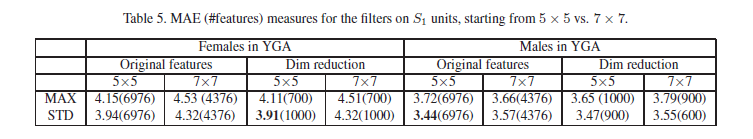 Table 5. MAE (#features) measures for the filters on S1 units, starting from 5 × 5 vs. 7 × 7.
Females in YGA Males in YGA
Original features Dim reduction Original features Dim reduction
5×5 7×7 5×5 7×7 5×5 7×7 5×5 7×7
MAX 4.15(6976) 4.53 (4376) 4.11(700) 4.51(700) 3.72(6976) 3.66(4376) 3.65 (1000) 3.79(900)
STD 3.94(6976) 4.32(4376) 3.91(1000) 4.32(1000) 3.44(6976) 3.57(4376) 3.47(900) 3.55(600)